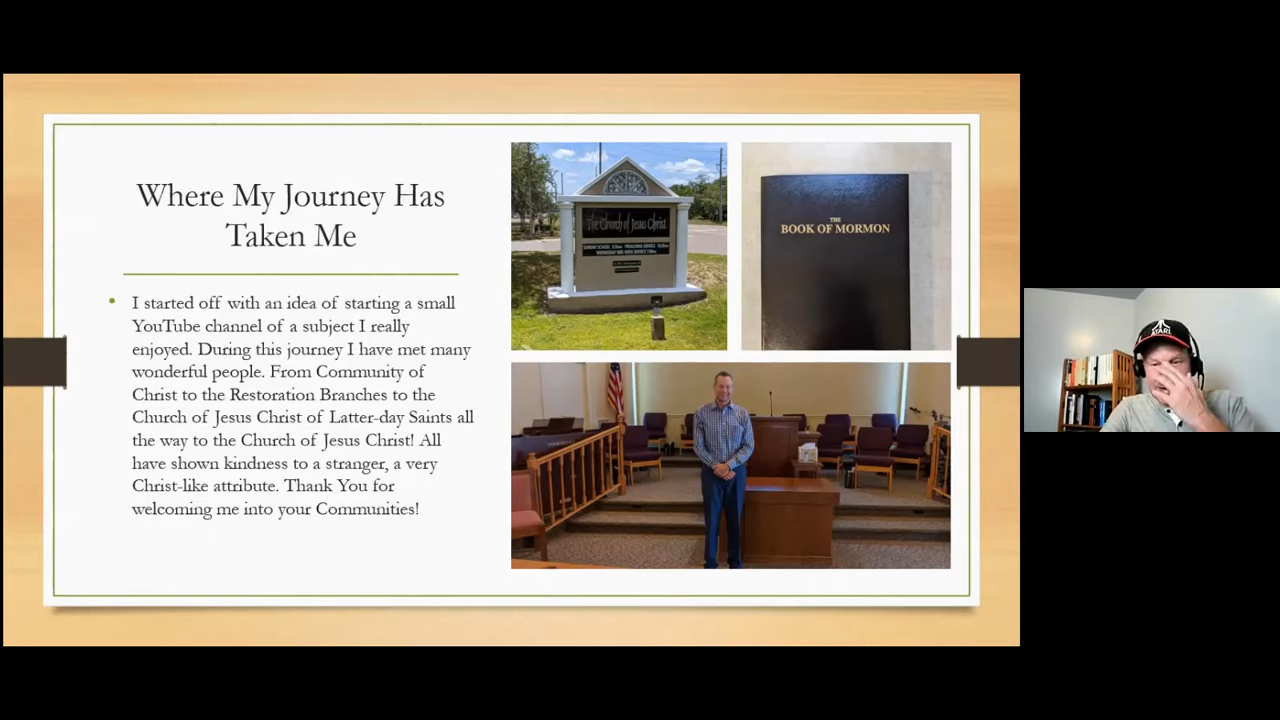 Where My Journey Has
Taken Me
• I started off with an idea of starting a small
YouTube channel of a subject I really
enjoyed. During this journey I have met many
wonderful people. From Community of
Christ to the Restoration Branches to the
Church of Jesus Christ of Latter-day Saints all
the way to the Church of Jesus Christ! All
have shown kindness to a stranger, a very
Christ-like attribute. Thank You for
welcoming me into your Communities!
The Church of Jesus Christ
THE
BOOK OF MORMON
ATARI